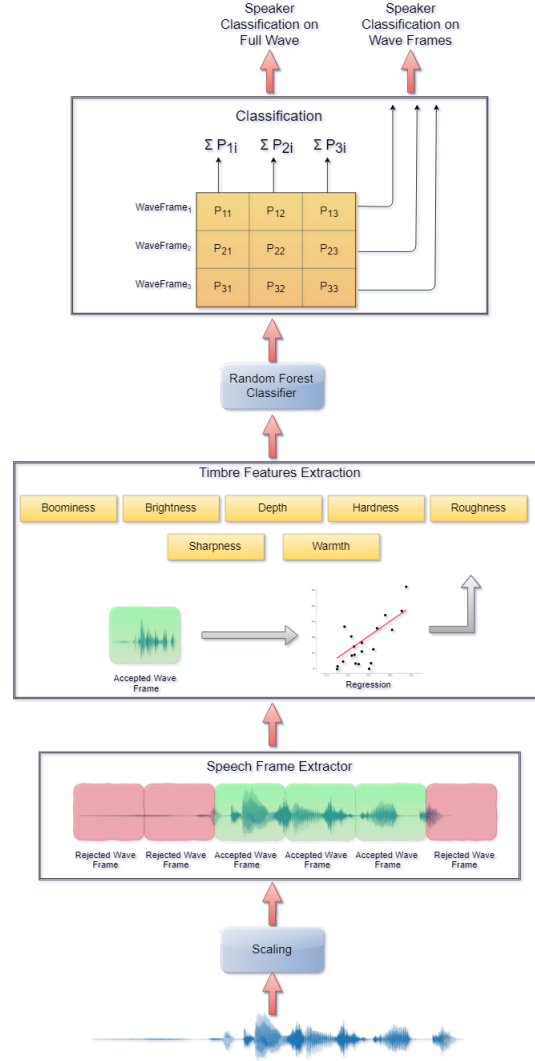 Speaker
Classification on
Full Wave
Speaker
Classification on
Wave Frames
Classification
Σ P1i Σ P2i Σ P3i
WaveFrame1 P11 P12 P13
WaveFrame2 P21 P22 P23
WaveFrame3 P31 P32 P33
Random Forest
Classifier
Timbre Features Extraction
Boominess Brightness Depth Hardness Roughness
Sharpness Warmth
Accepted Wave
Frame
Regression
Speech Frame Extractor
Rejected Wave
Frame
Rejected Wave
Frame
Accepted Wave
Frame
Accepted Wave
Frame
Accepted Wave
Frame
Rejected Wave
Frame
Scaling